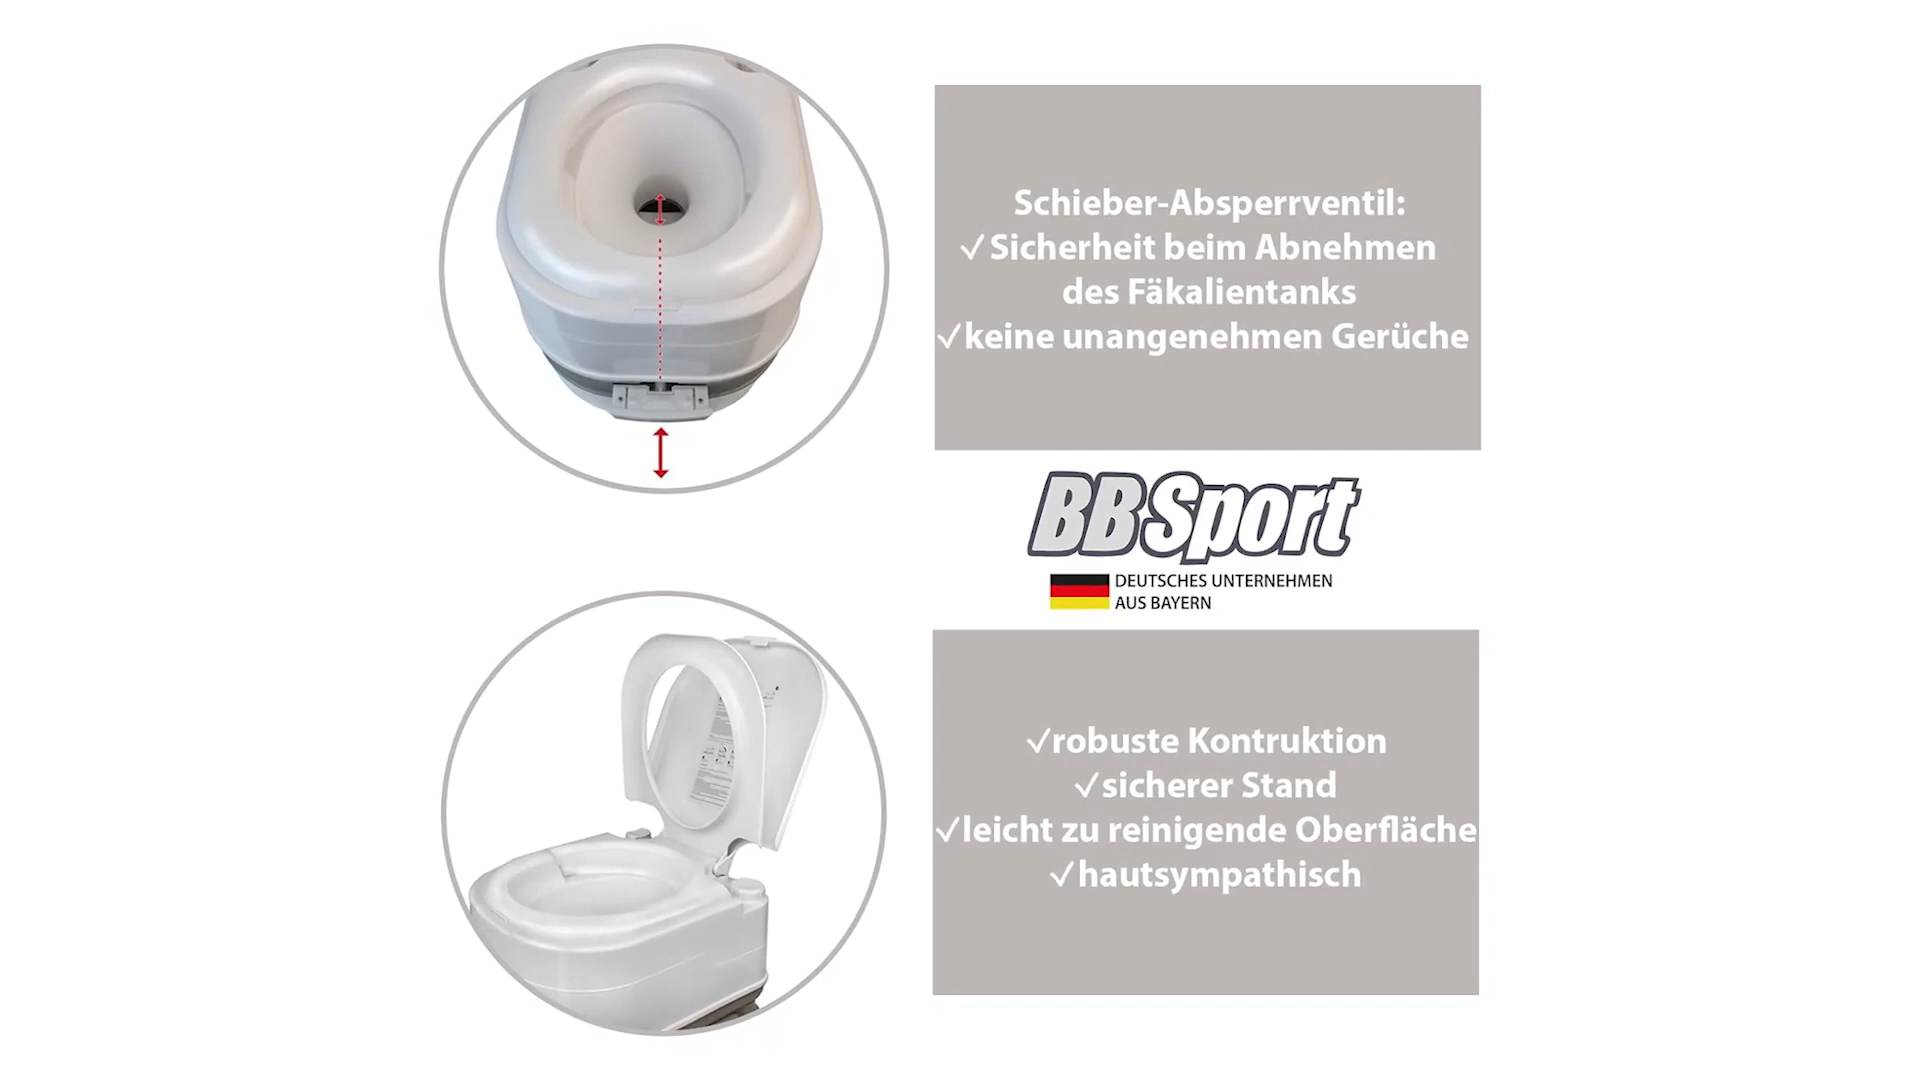 Schieber-Absperrventil:
✓Sicherheit beim Abnehmen
des Fäkalientanks
✓keine unangenehmen Gerüche
BBSport
DEUTSCHES UNTERNEHMEN
AUS BAYERN
✓robuste Kontruktion
✓sicherer Stand
✓leicht zu reinigende Oberfläche
✓hautsympathisch